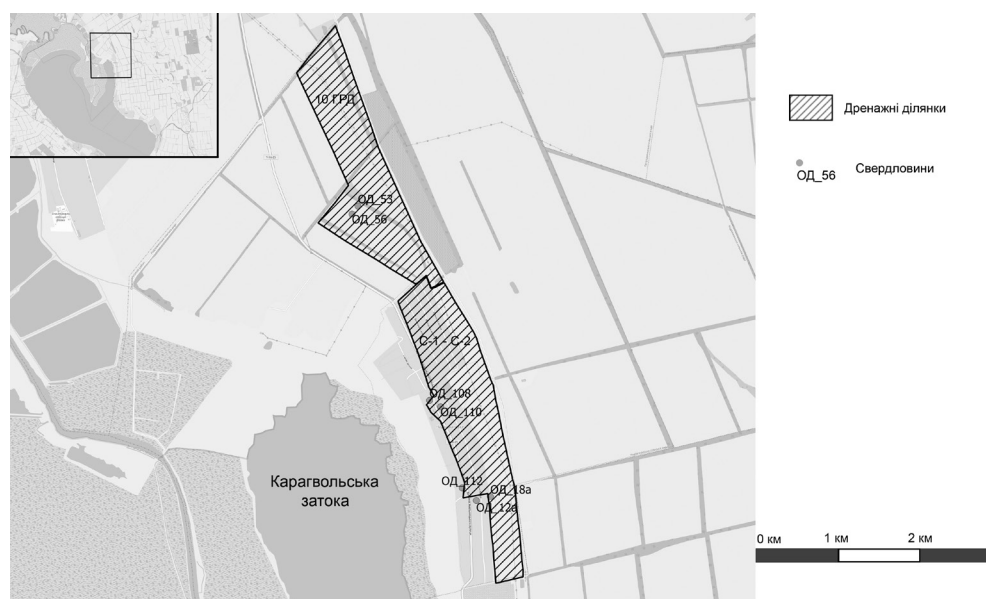 10 ГРД
ОД_53
ОД_56
С-1 - С-2
ОД_108
ОД_110
ОД_112
ОД_18а
ОД_12а
Карагвольська
затока
Дренажні ділянки
ОД_56
Свердловини
0 км
1 км
2 км